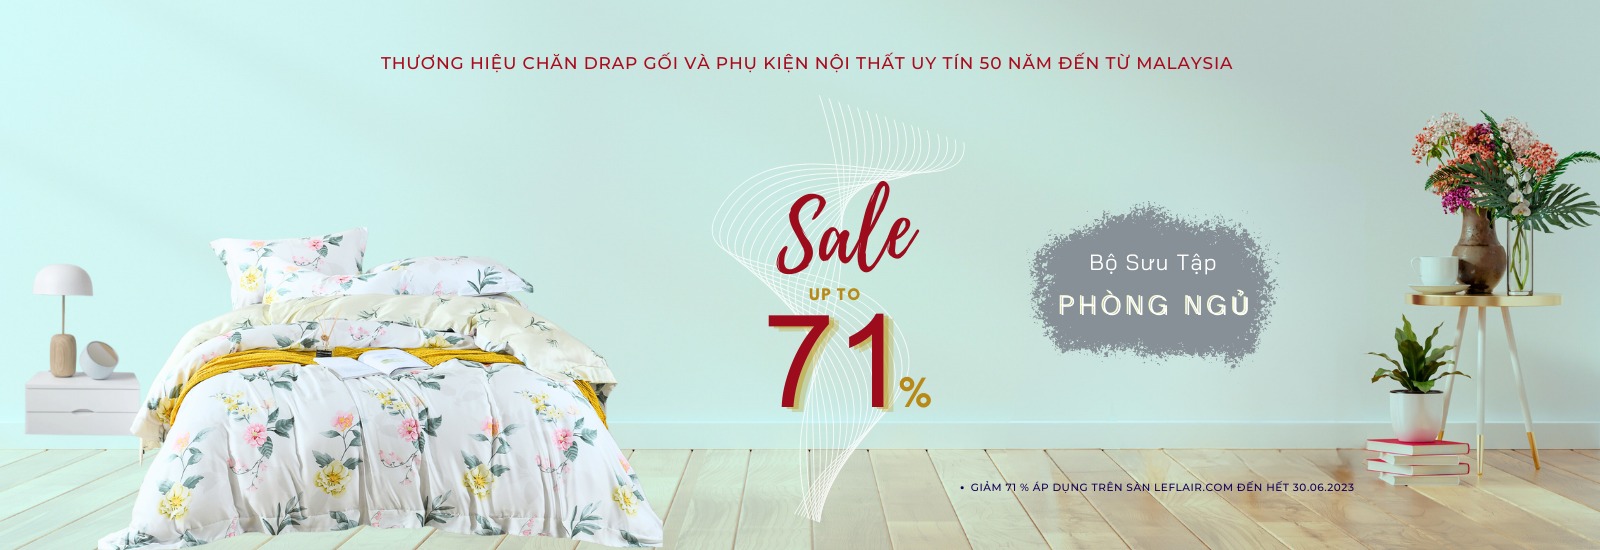 THƯƠNG HIỆU CHĂN DRAP GỐI VÀ PHỤ KIỆN NỘI THẤT UY TÍN 50 NĂM ĐẾN TỪ MALAYSIA
Sale
UP TO
71%
Bộ Sưu Tập
PHÒNG NGỦ
• GIẢM 71 % ÁP DỤNG TRÊN SÀN LEFLAIR.COM ĐẾN HẾT 30.06.2023